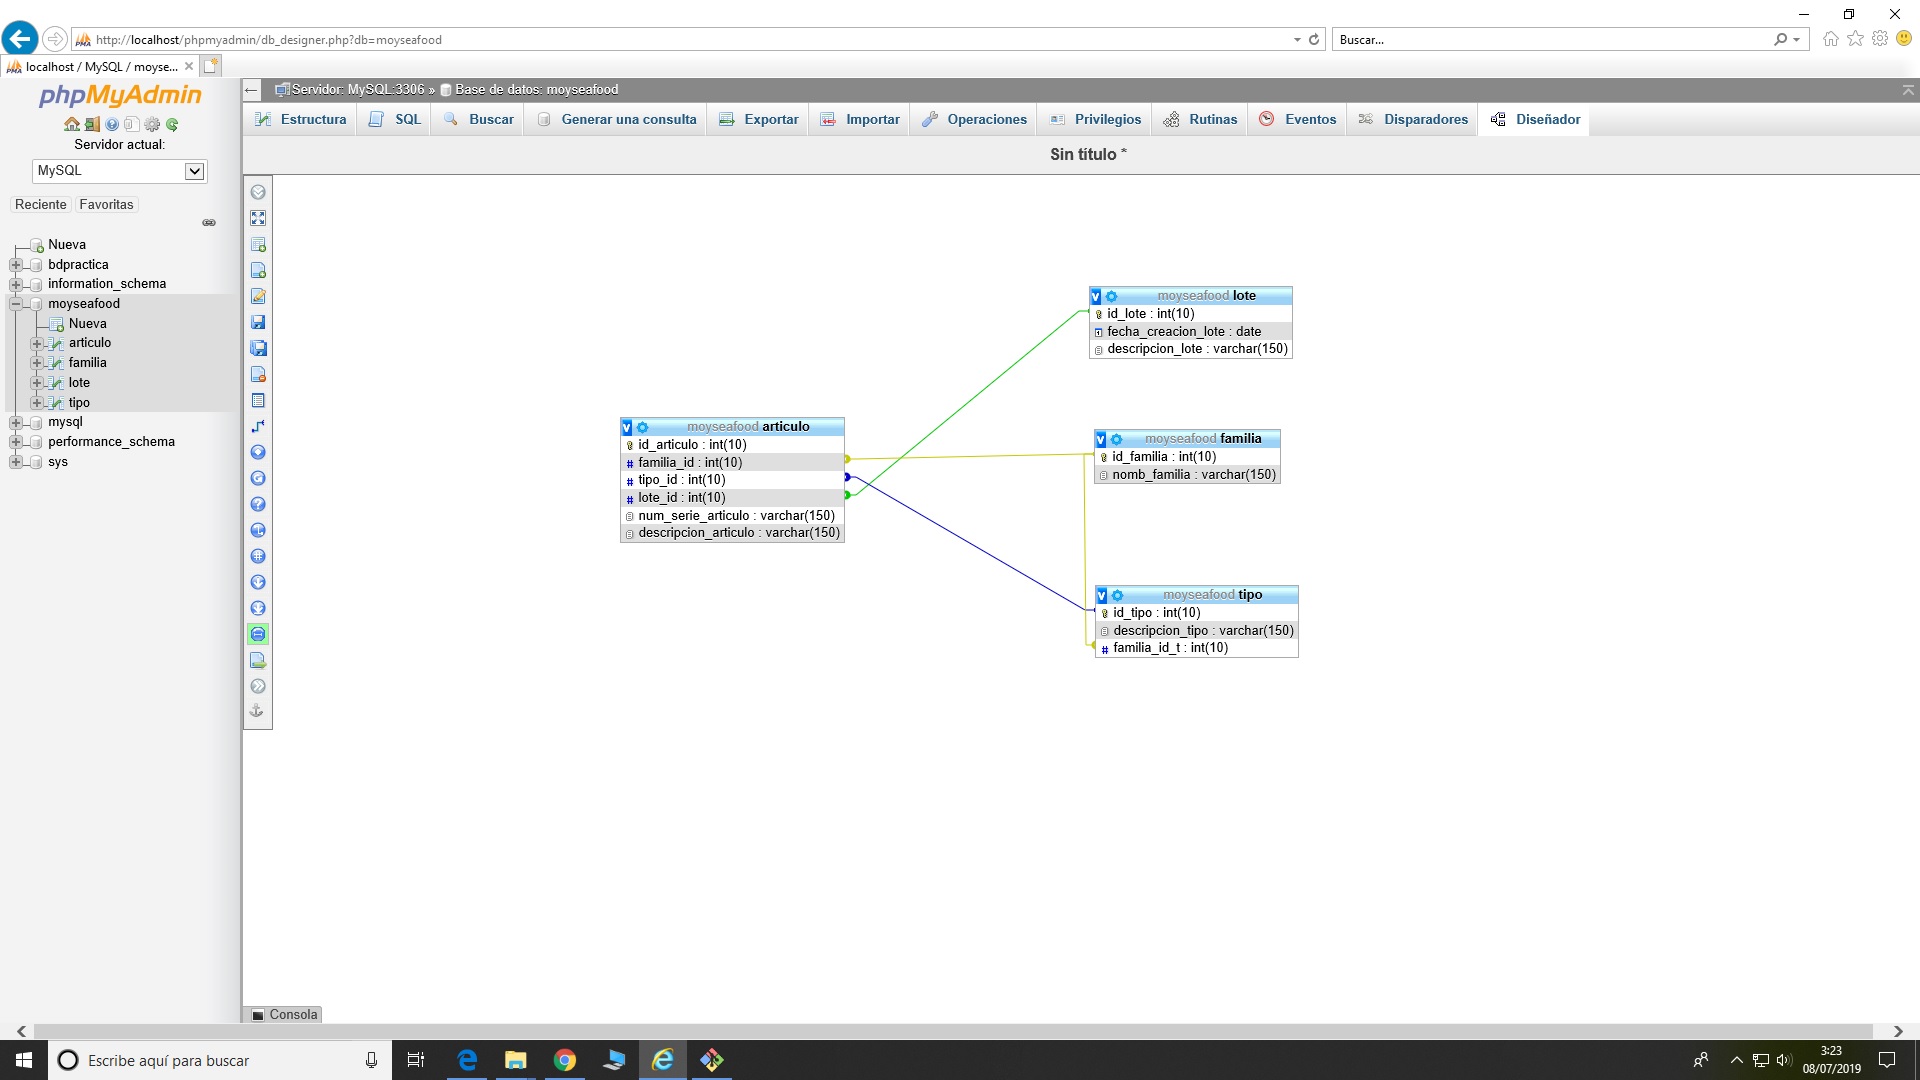 http://localhost/phpmyadmin/db_designer.php?db=moyseafood
Buscar...
localhost / MySQL / moyse...
phpMyAdmin
Servidor actual:
MySQL
Reciente
Favoritas
Nueva
bdpractica
information_schema
moyseafood
Nueva
articulo
familia
lote
tipo
mysql
performance_schema
sys
Servidor: MySQL:3306 » Base de datos: moyseafood
Estructura
SQL
Buscar
Generar una consulta
Exportar
Importar
Operaciones
Privilegios
Rutinas
Eventos
Disparadores
Diseñador
Sin título *
moyseafood lote
id_lote : int(10)
fecha_creacion_lote : date
descripcion_lote : varchar(150)
moyseafood articulo
id_articulo : int(10)
familia_id : int(10)
tipo_id : int(10)
lote_id : int(10)
num_serie_articulo : varchar(150)
descripcion_articulo : varchar(150)
moyseafood familia
id_familia : int(10)
nomb_familia : varchar(150)
moyseafood tipo
id_tipo : int(10)
descripcion_tipo : varchar(150)
familia_id_t : int(10)
Consola
Escribe aquí para buscar
3:23
08/07/2019